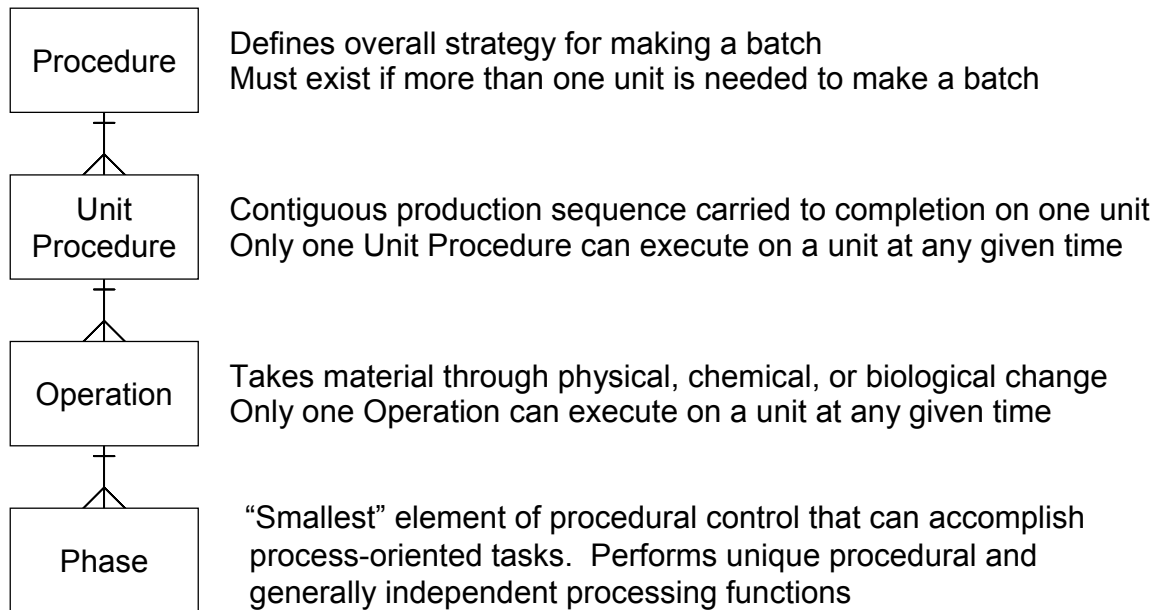 Procedure
Defines overall strategy for making a batch
Must exist if more than one unit is needed to make a batch
Unit
Procedure
Contiguous production sequence carried to completion on one unit
Only one Unit Procedure can execute on a unit at any given time
Operation
Takes material through physical, chemical, or biological change
Only one Operation can execute on a unit at any given time
Phase
“Smallest” element of procedural control that can accomplish
process-oriented tasks.  Performs unique procedural and
generally independent processing functions